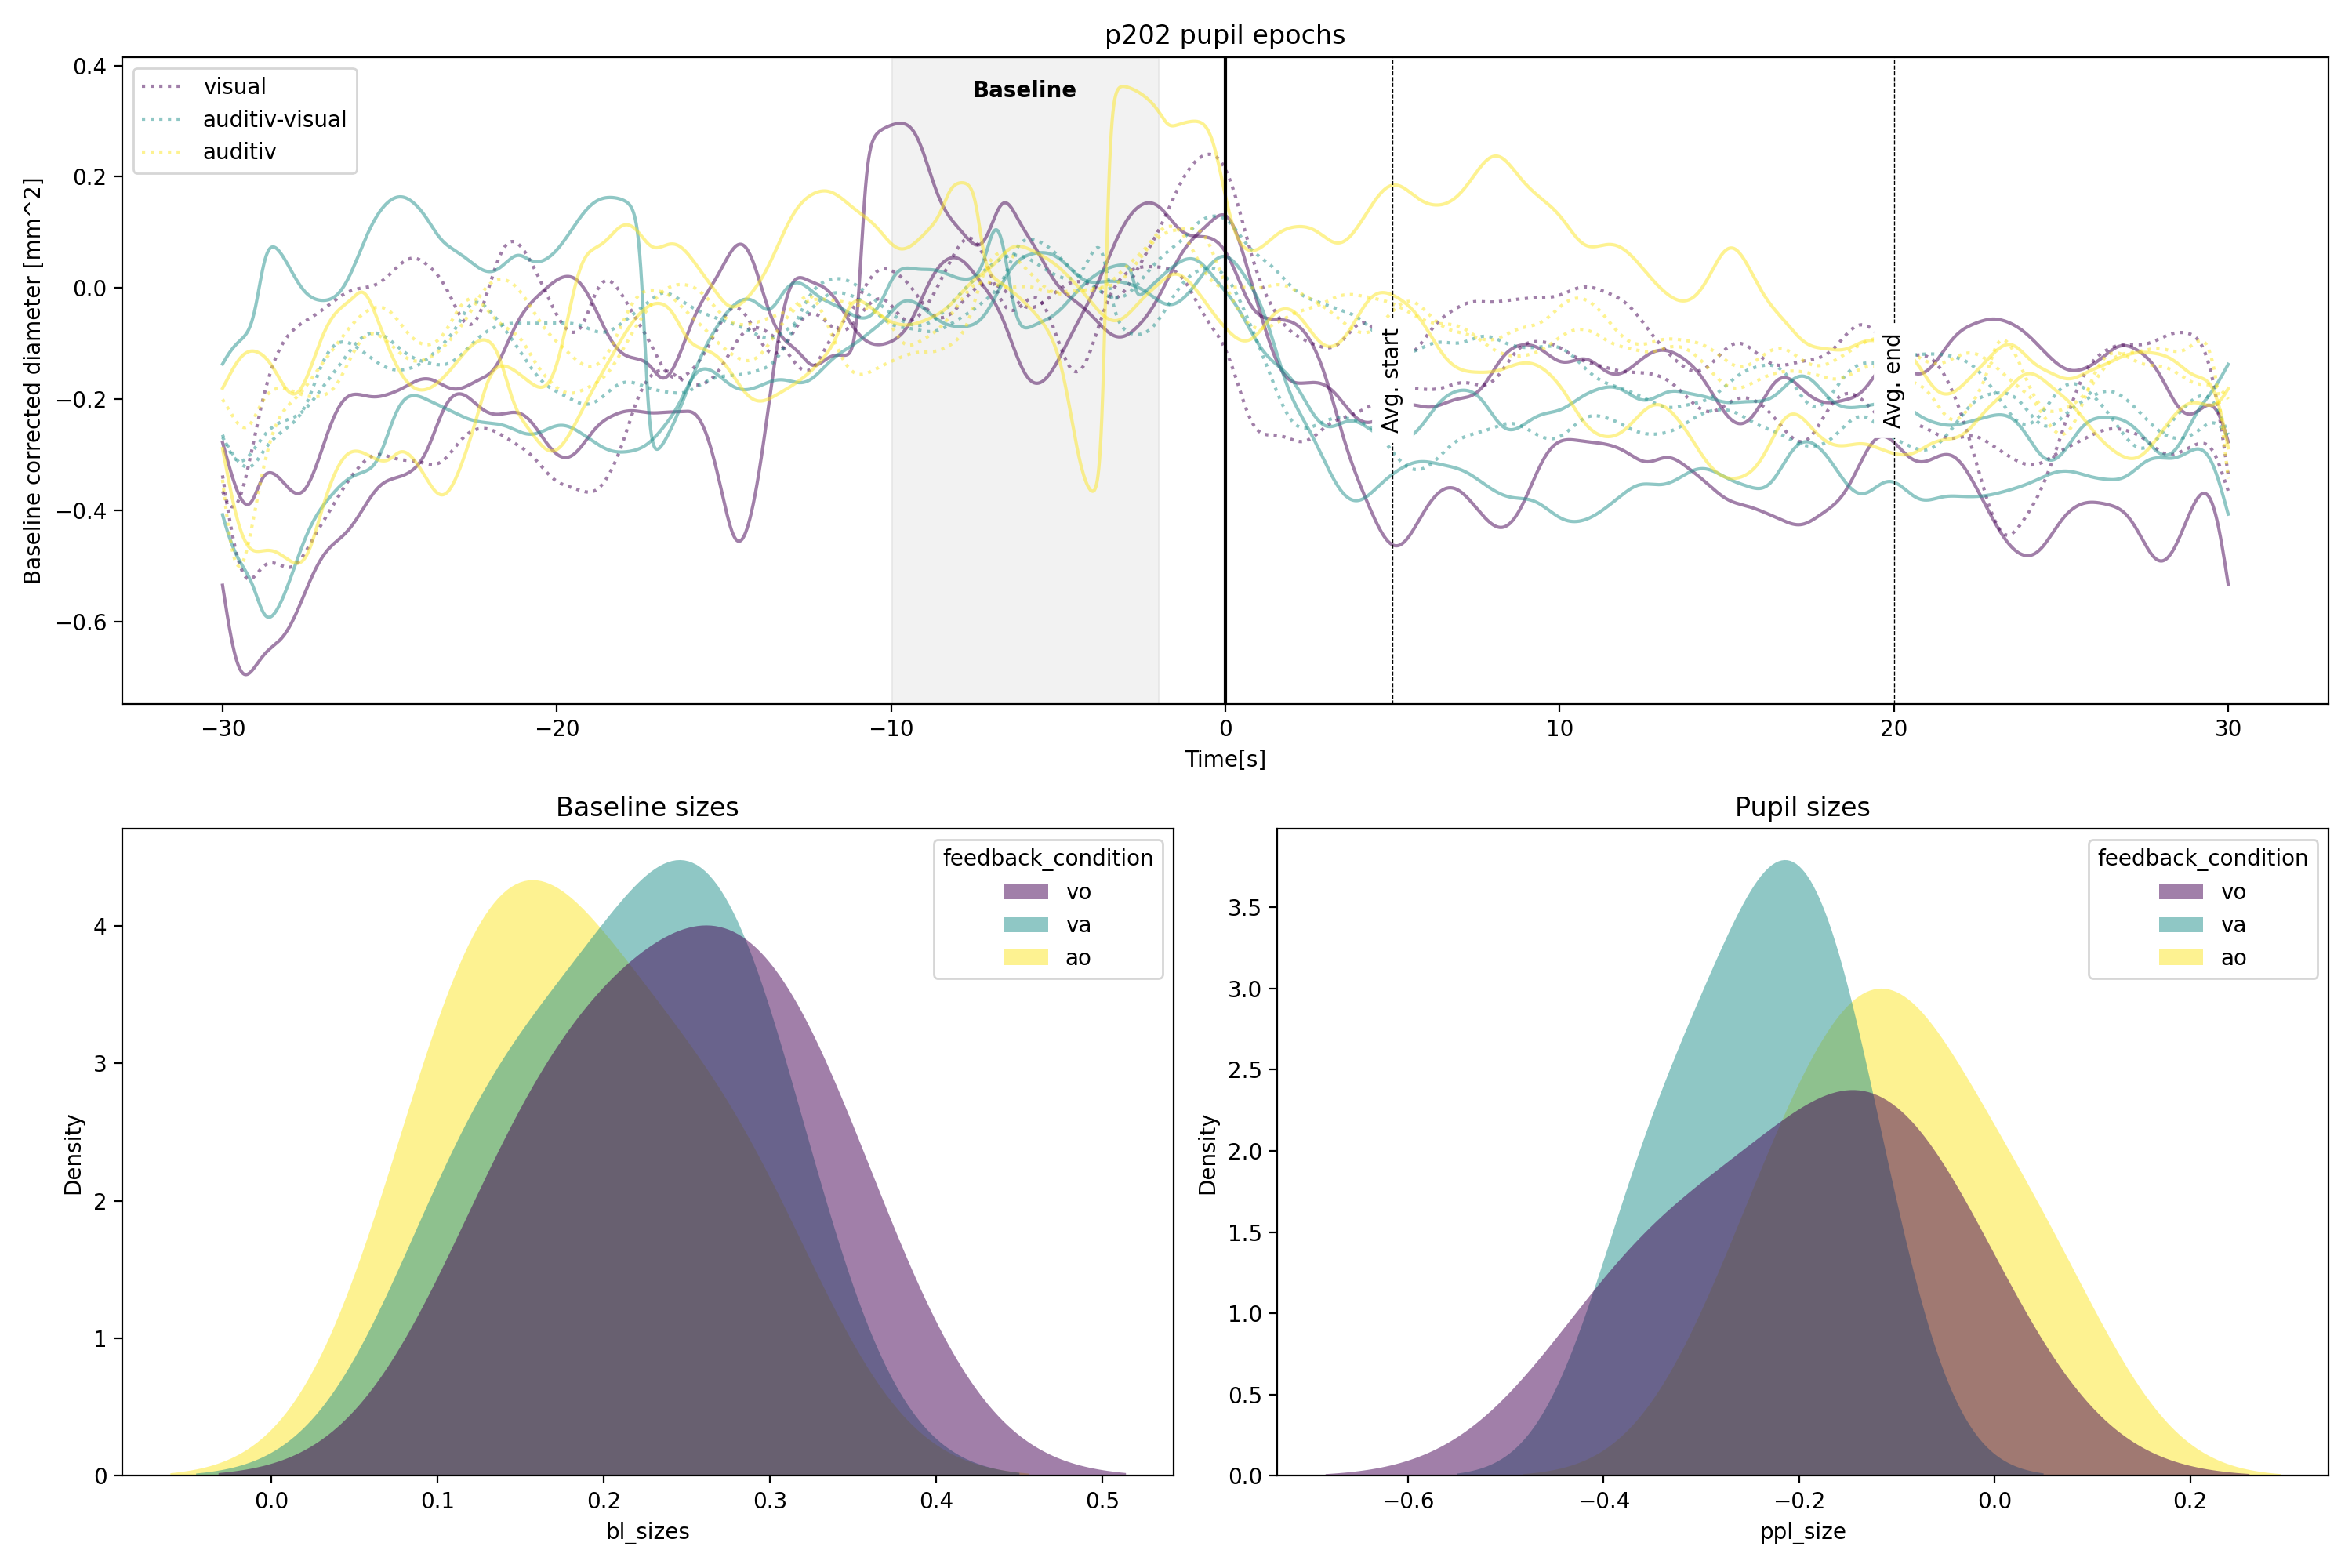 p202 pupil epochs
Baseline corrected diameter [mm^2]
0.4
0.2
0.0
−0.2
−0.4
−0.6
visual
auditiv-visual
auditiv
Baseline
Avg. start
Avg. end
−30
−20
−10
0
10
20
30
Time[s]
Baseline sizes
Density
4
3
2
1
0
feedback_condition
vo
va
ao
0.0
0.1
0.2
0.3
0.4
0.5
bl_sizes
Pupil sizes
Density
3.5
3.0
2.5
2.0
1.5
1.0
0.5
0.0
feedback_condition
vo
va
ao
−0.6
−0.4
−0.2
0.0
0.2
ppl_size